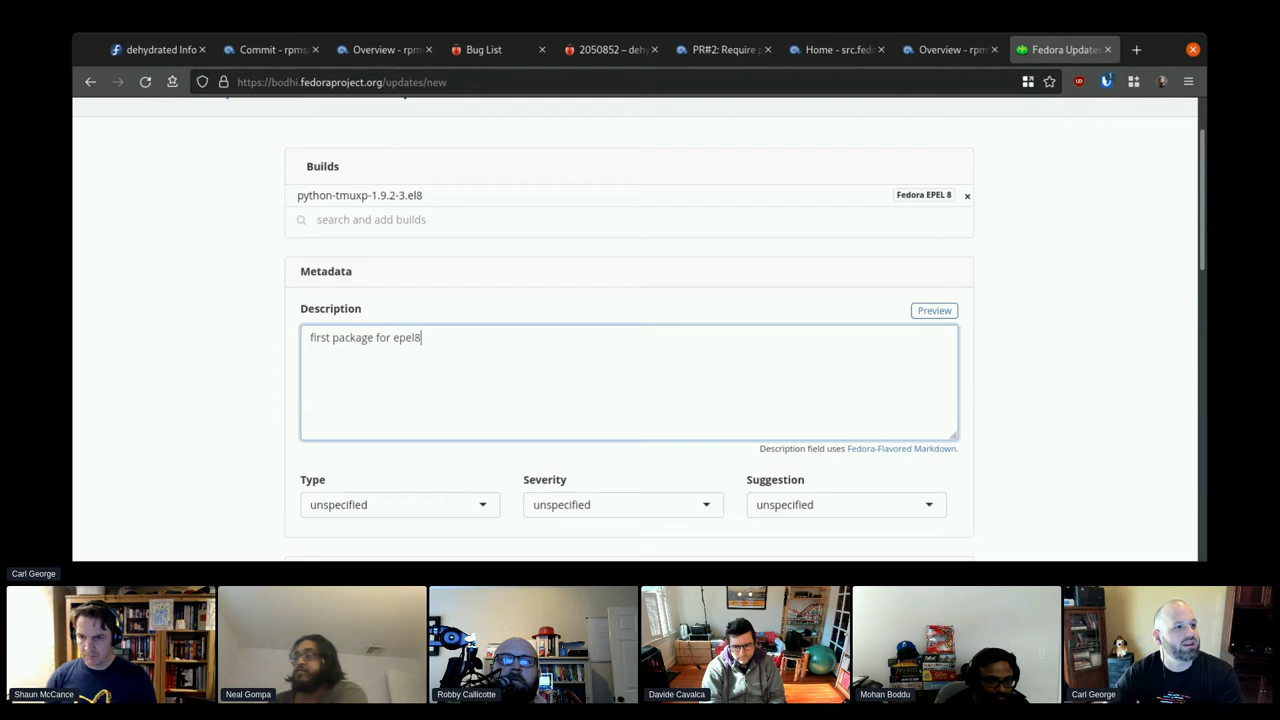 dehydrated Info
Commit - rpms/
Overview - rpm
Bug List
2050852 – deh
PR#2: Require p
Home - src.fedo
Overview - rpm
Fedora Updates
https://bodhi.fedoraproject.org/updates/new
Builds
python-tmuxp-1.9.2-3.el8
Fedora EPEL 8
search and add builds
Metadata
Description
Preview
first package for epel8
Description field uses Fedora-Flavored Markdown.
Type
Severity
Suggestion
unspecified
unspecified
unspecified
Carl George
Shaun McCance
Neal Gompa
Robby Callicotte
Davide Cavalca
Mohan Boddu
Carl George